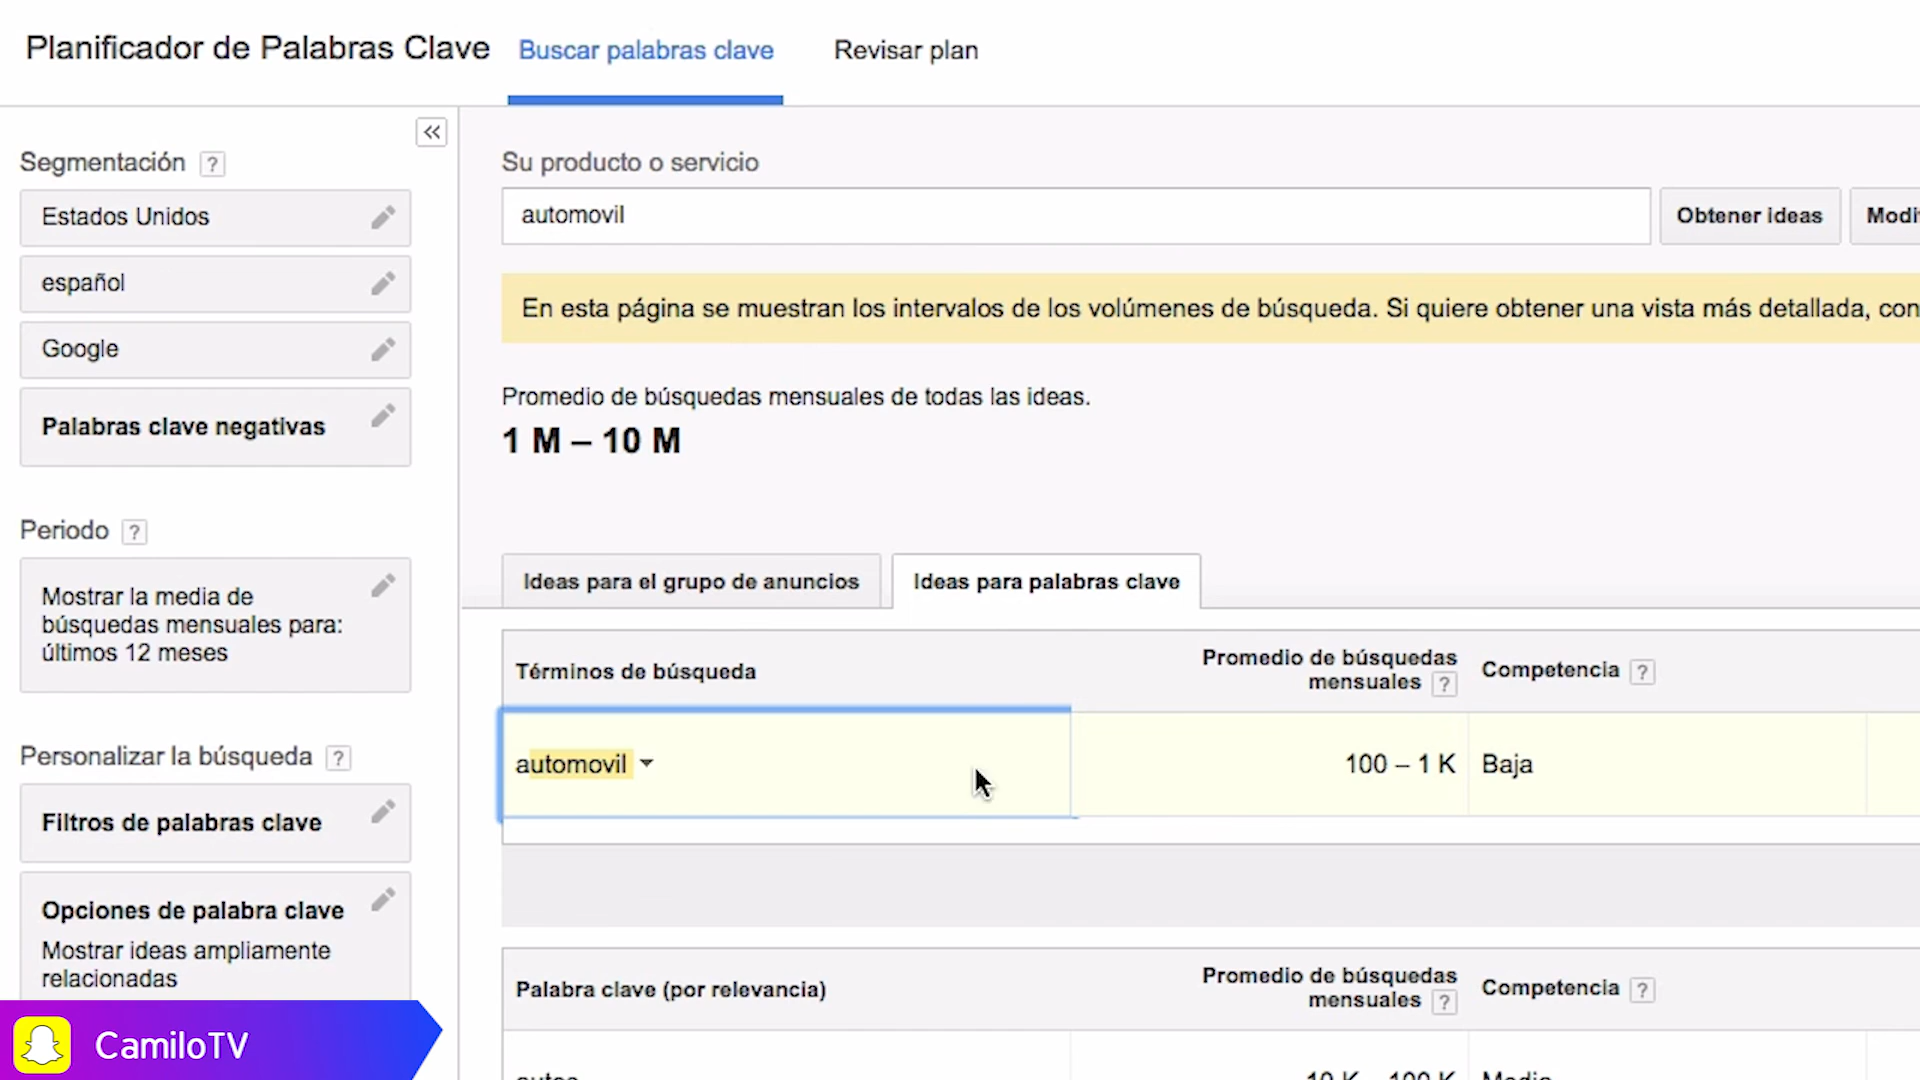 Planificador de Palabras Clave
Buscar palabras clave
Revisar plan
«
Segmentación ?
Estados Unidos
español
Google
Palabras clave negativas
Periodo ?
Mostrar la media de
búsquedas mensuales para:
últimos 12 meses
Personalizar la búsqueda ?
Filtros de palabras clave
Opciones de palabra clave
Mostrar ideas ampliamente
relacionadas
CamiloTV
Su producto o servicio
automovil
Obtener ideas
En esta página se muestran los intervalos de los volúmenes de búsqueda. Si quiere obtener una vista más detallada,
Promedio de búsquedas mensuales de todas las ideas.
1 M – 10 M
Ideas para el grupo de anuncios
Ideas para palabras clave
Términos de búsqueda
Promedio de búsquedas
mensuales ?
Competencia ?
automovil
100 – 1 K
Baja
Palabra clave (por relevancia)
Promedio de búsquedas
mensuales ?
Competencia ?